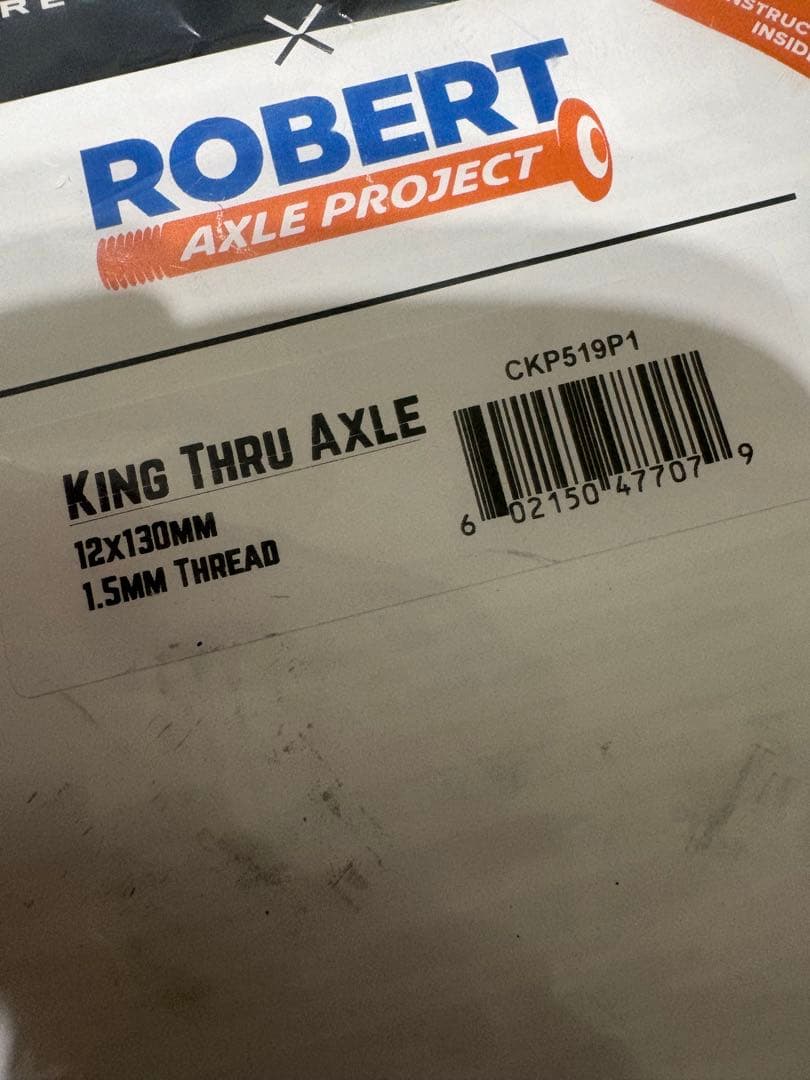 ROBERT
AXLE PROJECT
CKP519P1
KING THRU AXLE
12X130MM
1.5MM THREAD
6 02150 47707 9